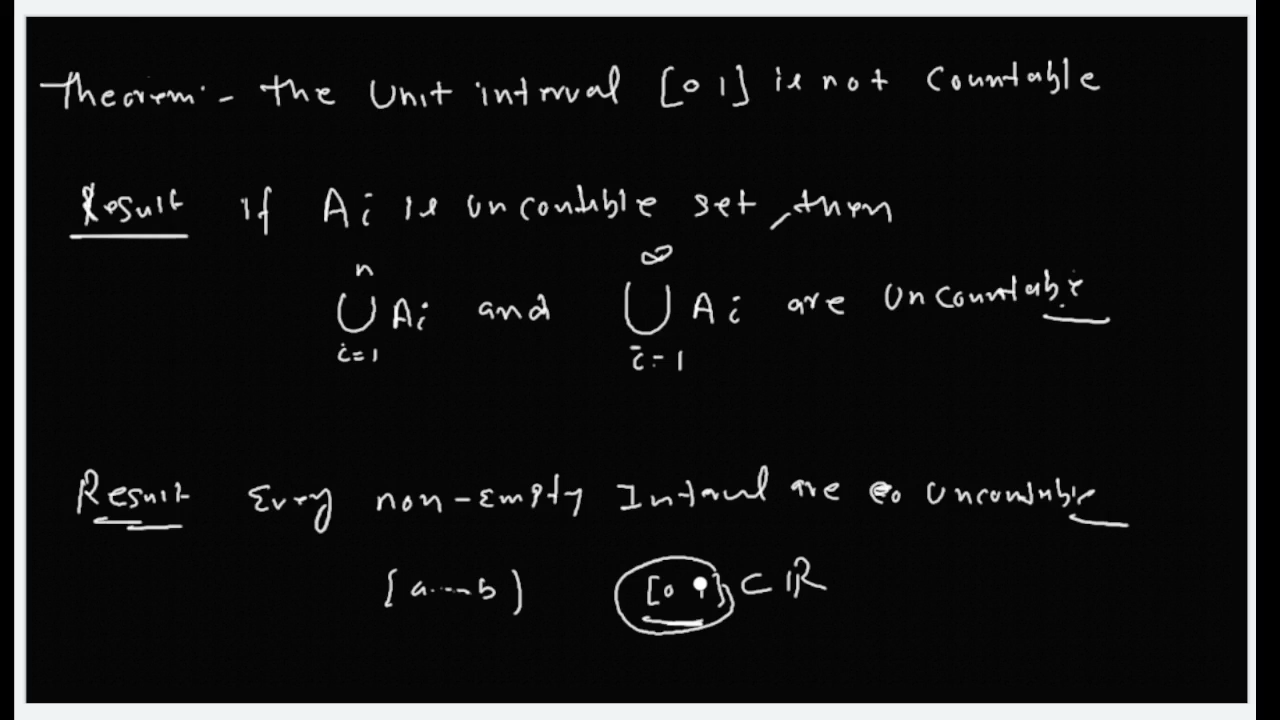 Theorem:- the Unit interval [0 1] is not Countable
Result if Ai is uncontable set, then
n ∞
⋃ Ai and ⋃ Ai are Uncountable
i=1 i=1
Result Every non-Empty Interval are Uncountable
[a----b) [0 1] ⊂ ℝ